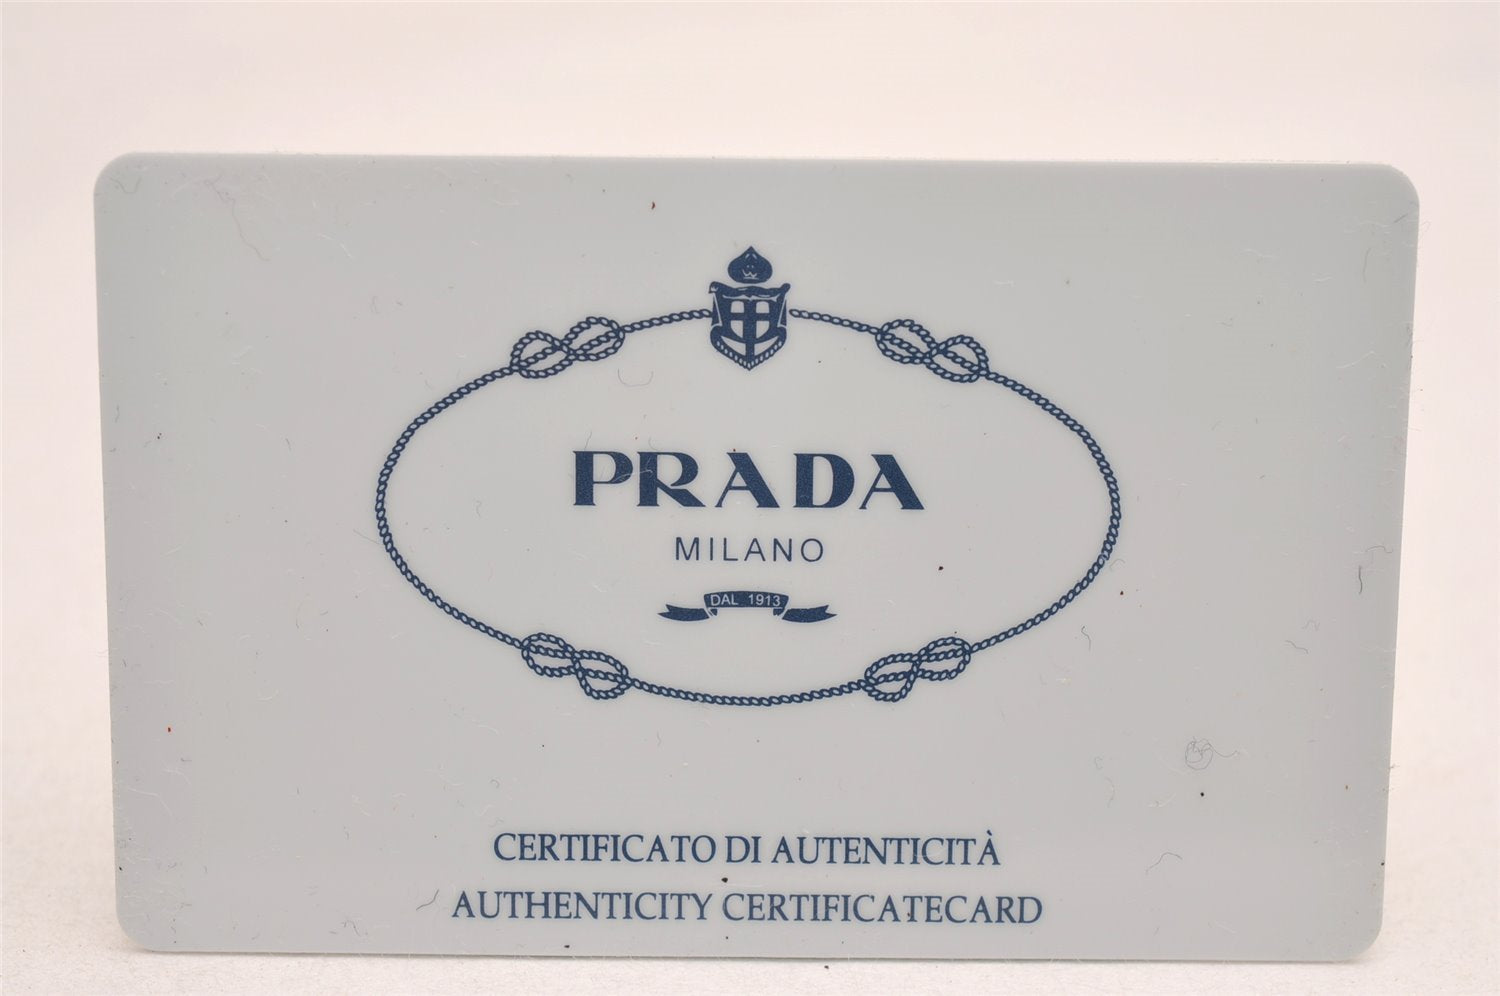 PRADA
MILANO
DAL 1913
CERTIFICATO DI AUTENTICITÀ
AUTHENTICITY CERTIFICATECARD